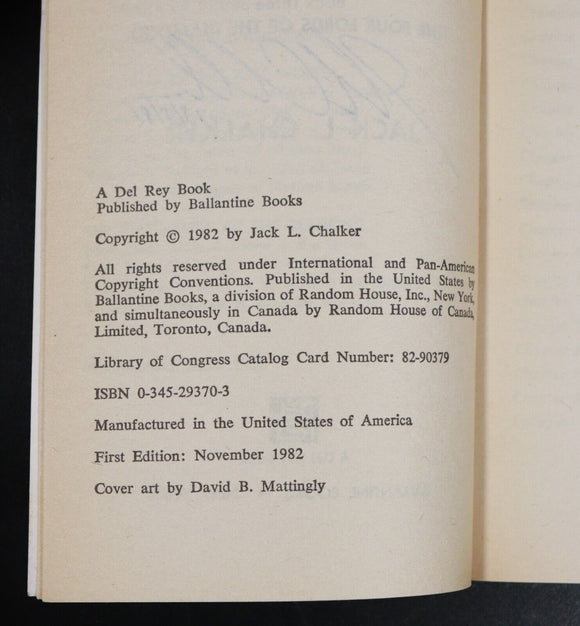 A Del Rey Book
Published by Ballantine Books
Copyright © 1982 by Jack L. Chalker
All rights reserved under International and Pan-American
Copyright Conventions. Published in the United States by
Ballantine Books, a division of Random House, Inc., New York,
and simultaneously in Canada by Random House of Canada,
Limited, Toronto, Canada.
Library of Congress Catalog Card Number: 82-90379
ISBN 0-345-29370-3
Manufactured in the United States of America
First Edition: November 1982
Cover art by David B. Mattingly